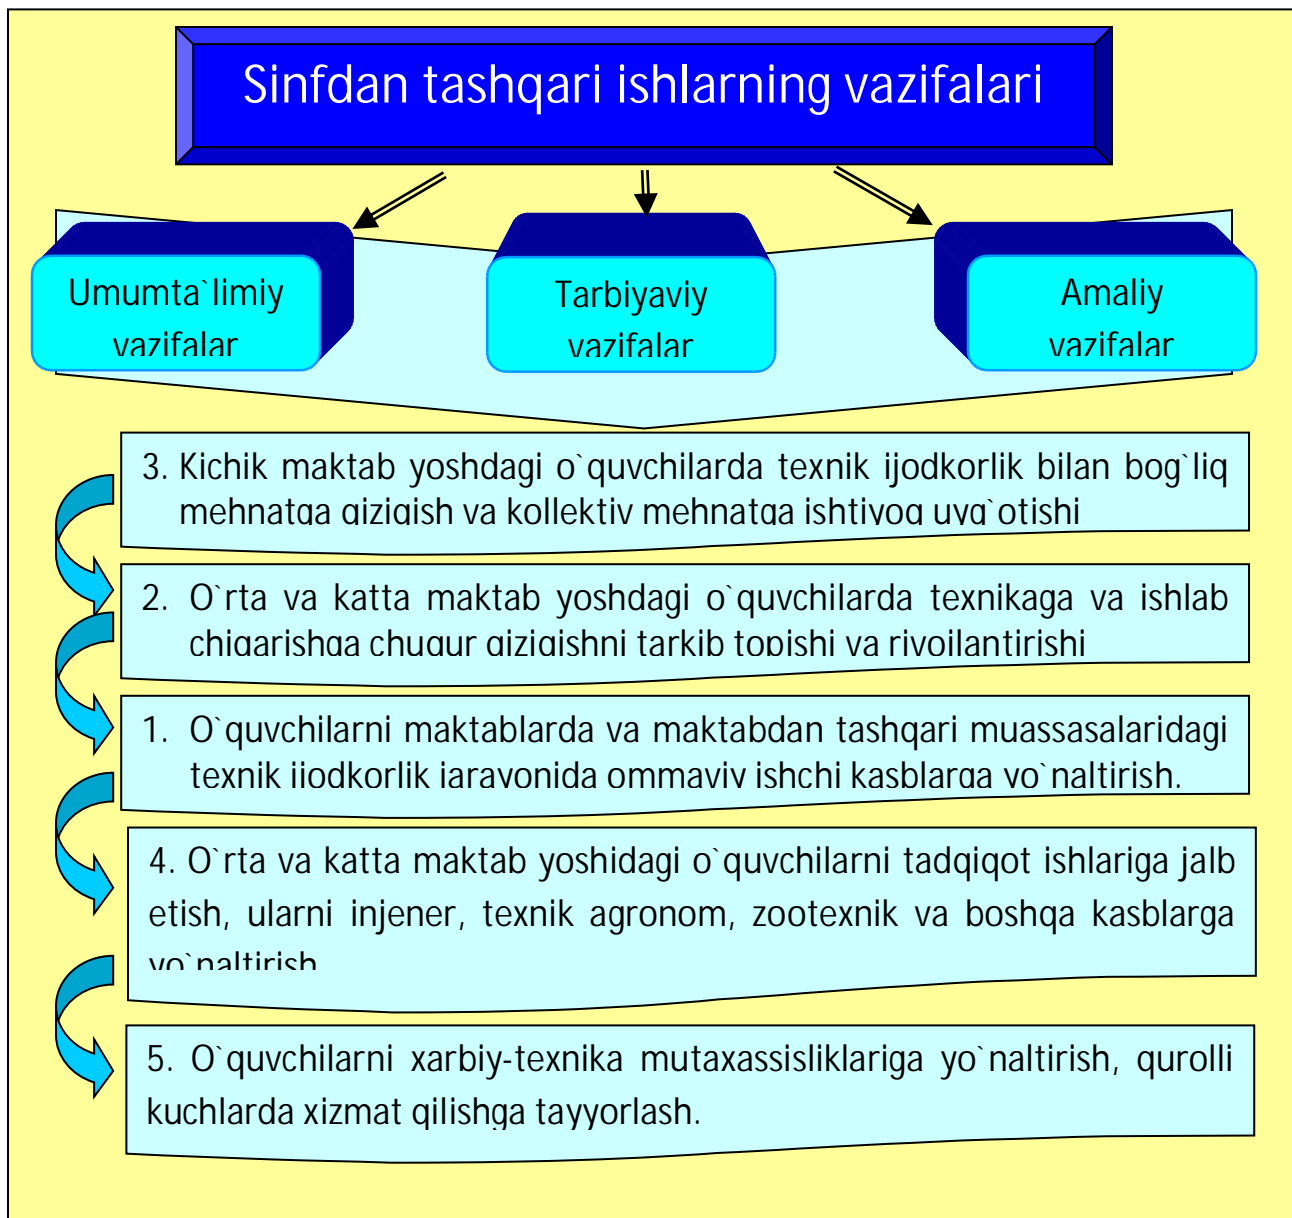 Sinfdan tashqari ishlarning vazifalari
Umumta`limiy
vazifalar
Tarbiyaviy
vazifalar
Amaliy
vazifalar
3. Kichik maktab yoshdagi o`quvchilarda texnik ijodkorlik bilan bog`liq
mehnatga qiziqish va kollektiv mehnatga ishtiyoq uyg`otishi
2. O`rta va katta maktab yoshdagi o`quvchilarda texnikaga va ishlab
chiqarishga chuqur qiziqishni tarkib topishi va rivojlantirishi
1. O`quvchilarni maktablarda va maktabdan tashqari muassasalaridagi
texnik ijodkorlik jarayonida ommaviy ishchi kasblarga yo`naltirish.
4. O`rta va katta maktab yoshidagi o`quvchilarni tadqiqot ishlariga jalb
etish, ularni injener, texnik agronom, zootexnik va boshqa kasblarga
yo`naltirish
5. O`quvchilarni xarbiy-texnika mutaxassisliklariga yo`naltirish, qurolli
kuchlarda xizmat qilishga tayyorlash.